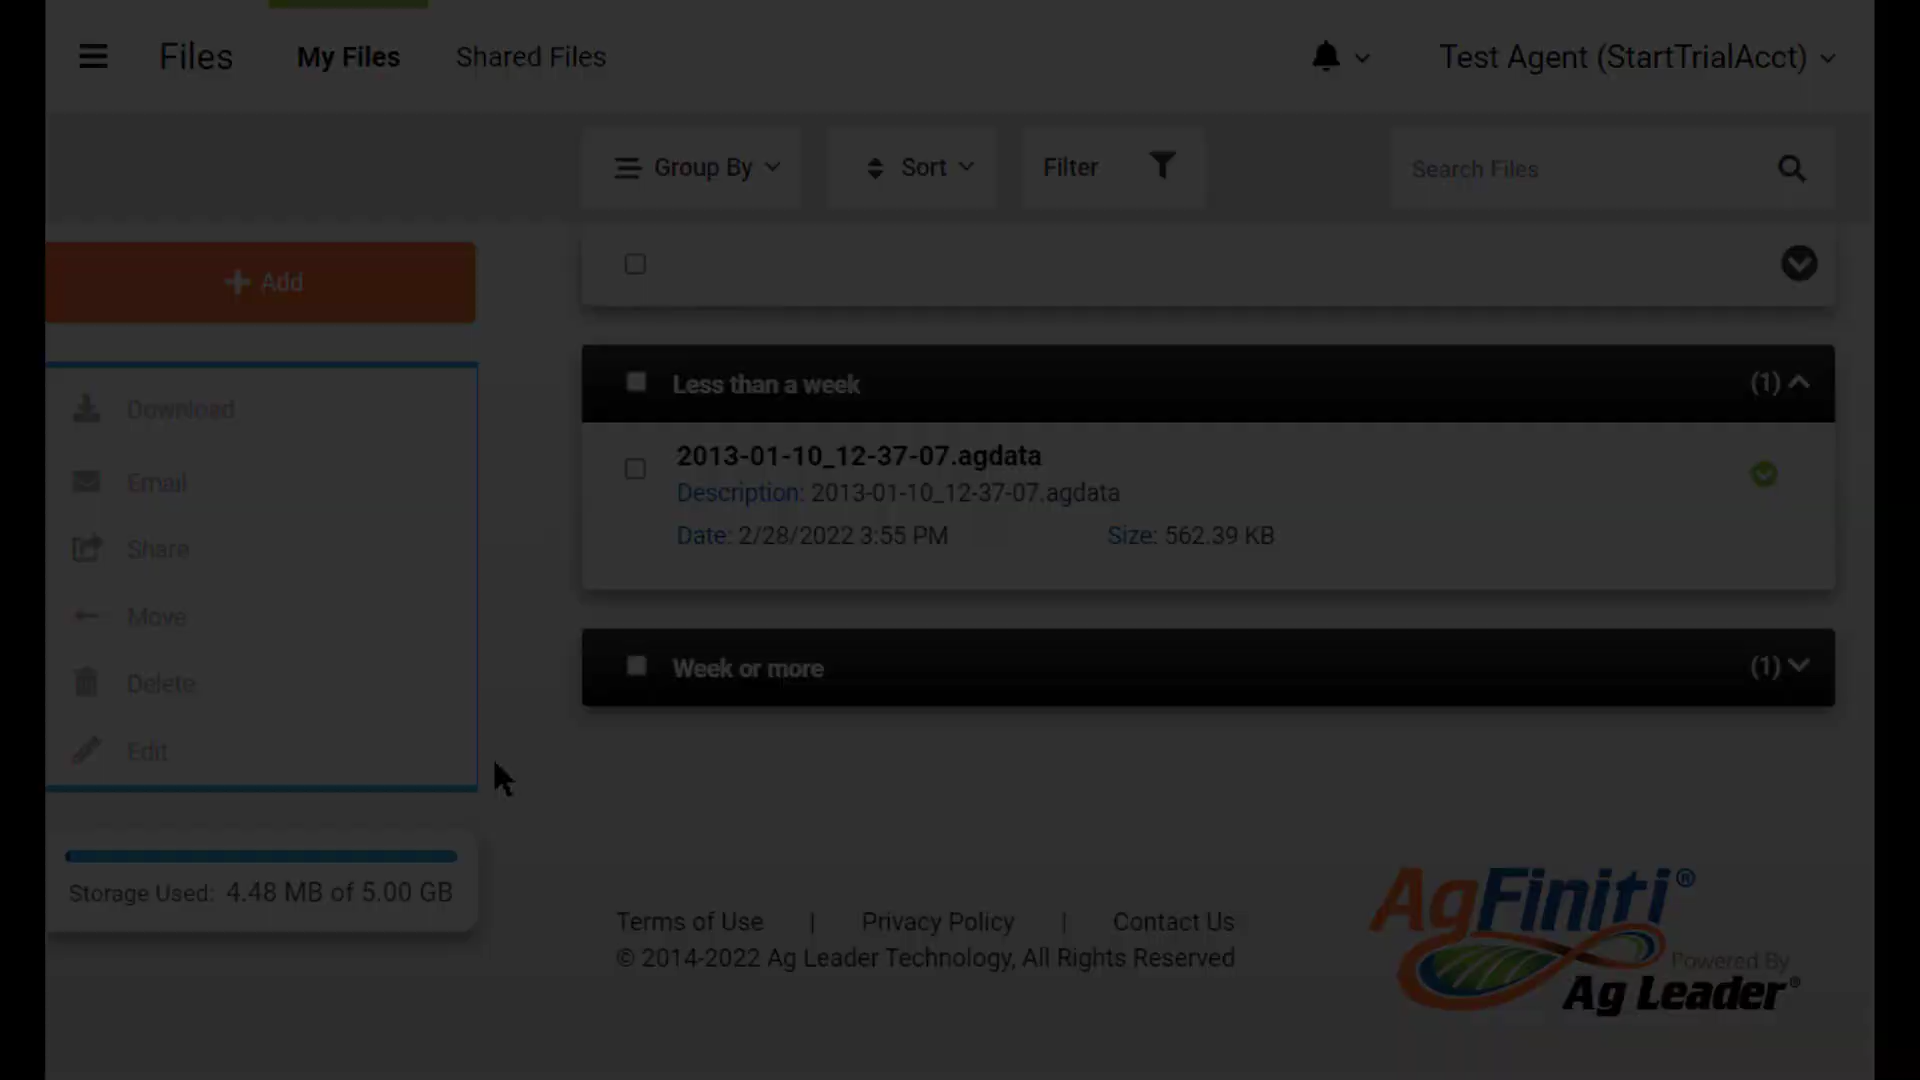 Files
My Files
Shared Files
Test Agent (StartTrialAcct)
Group By
Sort
Filter
Search Files
Add
Download
Email
Share
Move
Delete
Edit
Storage Used: 4.48 MB of 5.00 GB
Less than a week
(1)
2013-01-10_12-37-07.agdata
Description: 2013-01-10_12-37-07.agdata
Date: 2/28/2022 3:55 PM
Size: 562.39 KB
Week or more
(1)
Terms of Use | Privacy Policy | Contact Us
© 2014-2022 Ag Leader Technology, All Rights Reserved
AgFiniti®
Powered By
Ag Leader®